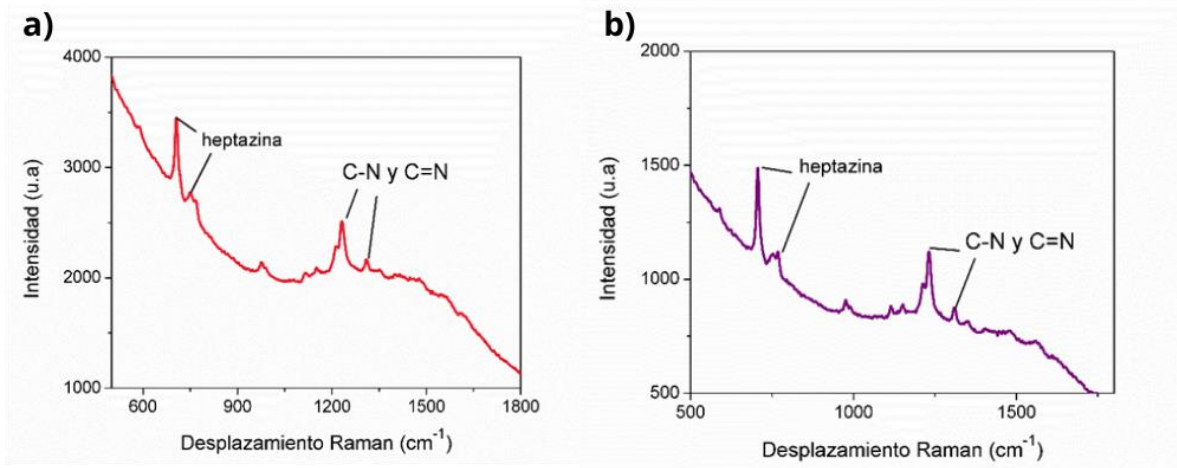 a)
4000
3000
2000
1000
600
900
1200
1500
1800
Intensidad (u.a)
Desplazamiento Raman (cm-1)
heptazina
C-N y C=N
b)
2000
1500
1000
500
500
1000
1500
Intensidad (u.a)
Desplazamiento Raman (cm-1)
heptazina
C-N y C=N